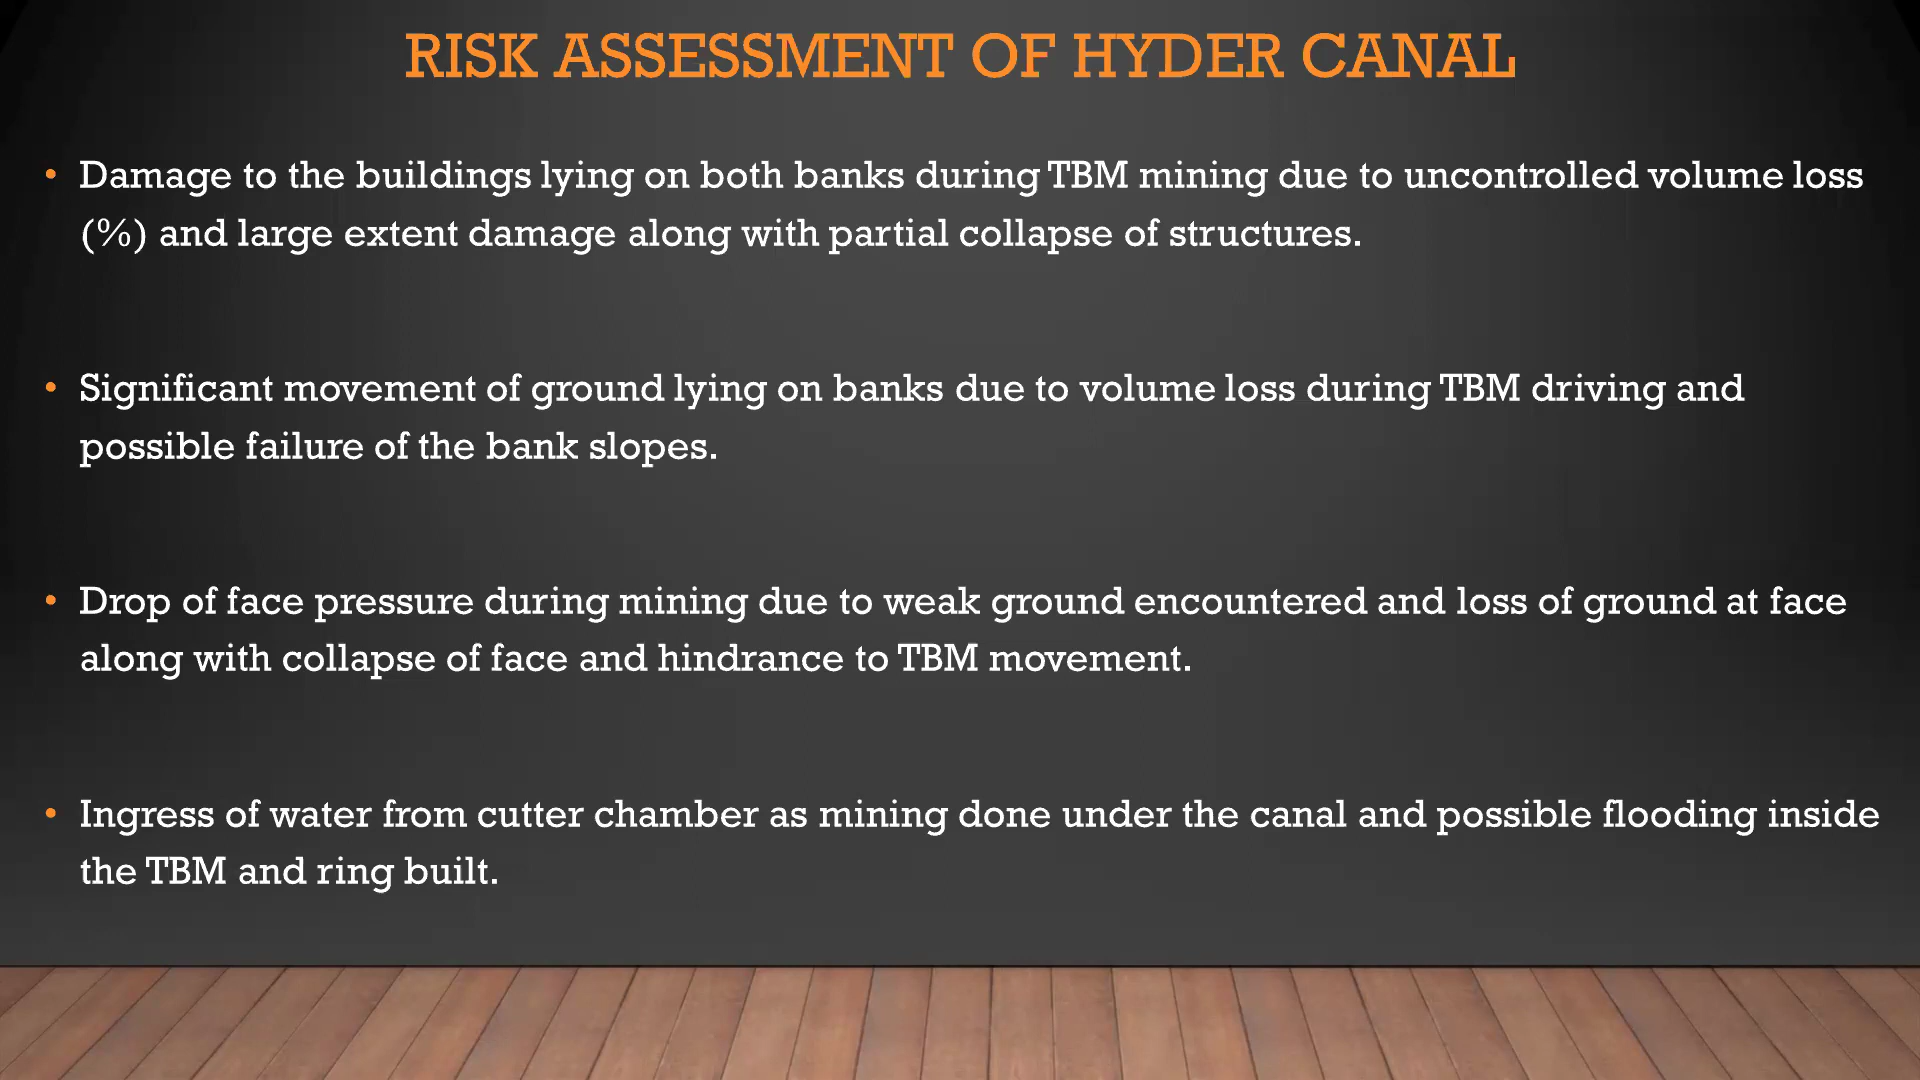 RISK ASSESSMENT OF HYDER CANAL
• Damage to the buildings lying on both banks during TBM mining due to uncontrolled volume loss
(%) and large extent damage along with partial collapse of structures.
• Significant movement of ground lying on banks due to volume loss during TBM driving and
possible failure of the bank slopes.
• Drop of face pressure during mining due to weak ground encountered and loss of ground at face
along with collapse of face and hindrance to TBM movement.
• Ingress of water from cutter chamber as mining done under the canal and possible flooding inside
the TBM and ring built.